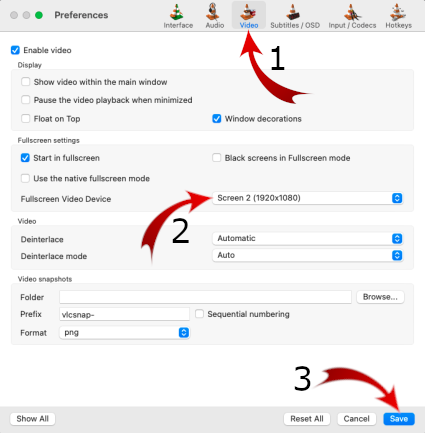 Preferences
Interface Audio Video Subtitles / OSD Input / Codecs Hotkeys
1
Enable video
Display
Show video within the main window
Pause the video playback when minimized
Float on Top Window decorations
Fullscreen settings
Start in fullscreen Black screens in Fullscreen mode
Use the native fullscreen mode
Fullscreen Video Device Screen 2 (1920x1080)
2
Video
Deinterlace Automatic
Deinterlace mode Auto
Video snapshots
Folder Browse...
Prefix vlcsnap- Sequential numbering
Format png
3
Show All Reset All Cancel Save